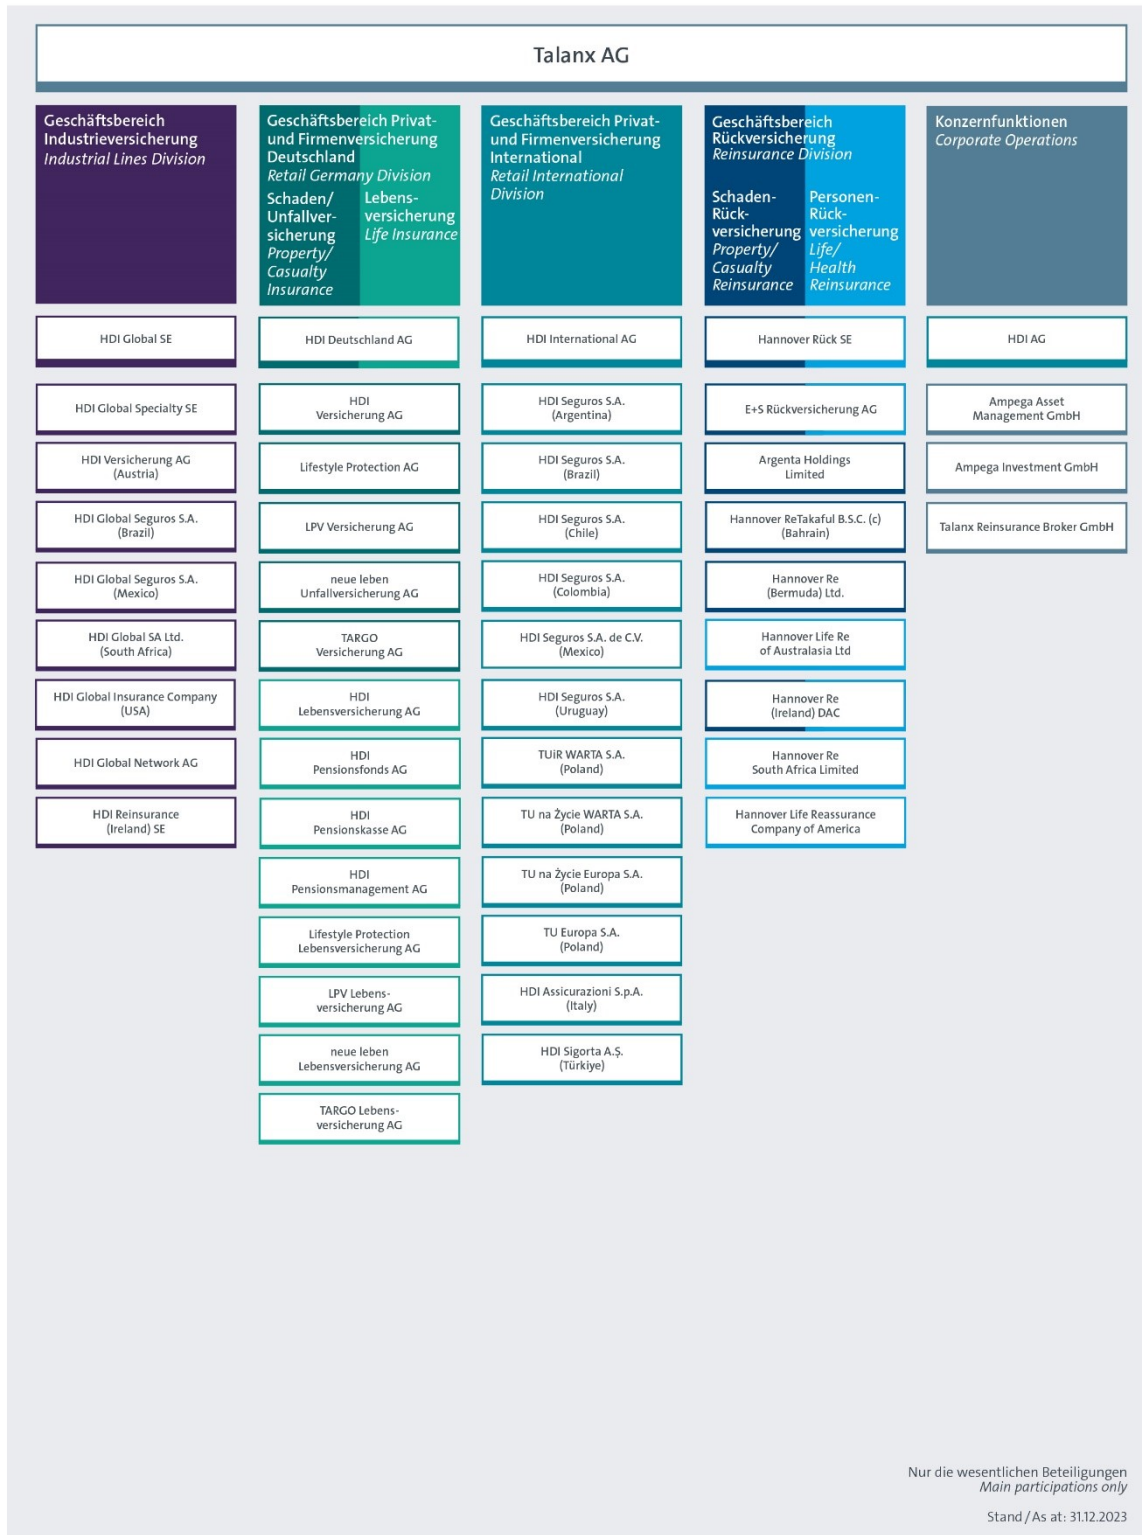 Talanx AG
Geschäftsbereich
Industrieversicherung
Industrial Lines Division
Geschäftsbereich Privat-
und Firmenversicherung
Deutschland
Retail Germany Division
Schaden/
Unfallver-
sicherung
Property/
Casualty
Insurance
Lebens-
versicherung
Life Insurance
Geschäftsbereich Privat-
und Firmenversicherung
International
Retail International
Division
Geschäftsbereich
Rückversicherung
Reinsurance Division
Schaden-
Rück-
versicherung
Property/
Casualty
Reinsurance
Personen-
Rück-
versicherung
Life/
Health
Reinsurance
Konzernfunktionen
Corporate Operations
HDI Global SE
HDI Global Specialty SE
HDI Versicherung AG
(Austria)
HDI Global Seguros S.A.
(Brazil)
HDI Global Seguros S.A.
(Mexico)
HDI Global SA Ltd.
(South Africa)
HDI Global Insurance Company
(USA)
HDI Global Network AG
HDI Reinsurance
(Ireland) SE
HDI Deutschland AG
HDI
Versicherung AG
Lifestyle Protection AG
LPV Versicherung AG
neue leben
Unfallversicherung AG
TARGO
Versicherung AG
HDI
Lebensversicherung AG
HDI
Pensionsfonds AG
HDI
Pensionskasse AG
HDI
Pensionsmanagement AG
Lifestyle Protection
Lebensversicherung AG
LPV Lebens-
versicherung AG
neue leben
Lebensversicherung AG
TARGO Lebens-
versicherung AG
HDI International AG
HDI Seguros S.A.
(Argentina)
HDI Seguros S.A.
(Brazil)
HDI Seguros S.A.
(Chile)
HDI Seguros S.A.
(Colombia)
HDI Seguros S.A. de C.V.
(Mexico)
HDI Seguros S.A.
(Uruguay)
TUiR WARTA S.A.
(Poland)
TU na Życie WARTA S.A.
(Poland)
TU na Życie Europa S.A.
(Poland)
TU Europa S.A.
(Poland)
HDI Assicurazioni S.p.A.
(Italy)
HDI Sigorta A.Ş.
(Türkiye)
Hannover Rück SE
E+S Rückversicherung AG
Argenta Holdings
Limited
Hannover ReTakaful B.S.C. (c)
(Bahrain)
Hannover Re
(Bermuda) Ltd.
Hannover Life Re
of Australasia Ltd
Hannover Re
(Ireland) DAC
Hannover Re
South Africa Limited
Hannover Life Reassurance
Company of America
HDI AG
Ampega Asset
Management GmbH
Ampega Investment GmbH
Talanx Reinsurance Broker GmbH
Nur die wesentlichen Beteiligungen
Main participations only
Stand / As at: 31.12.2023